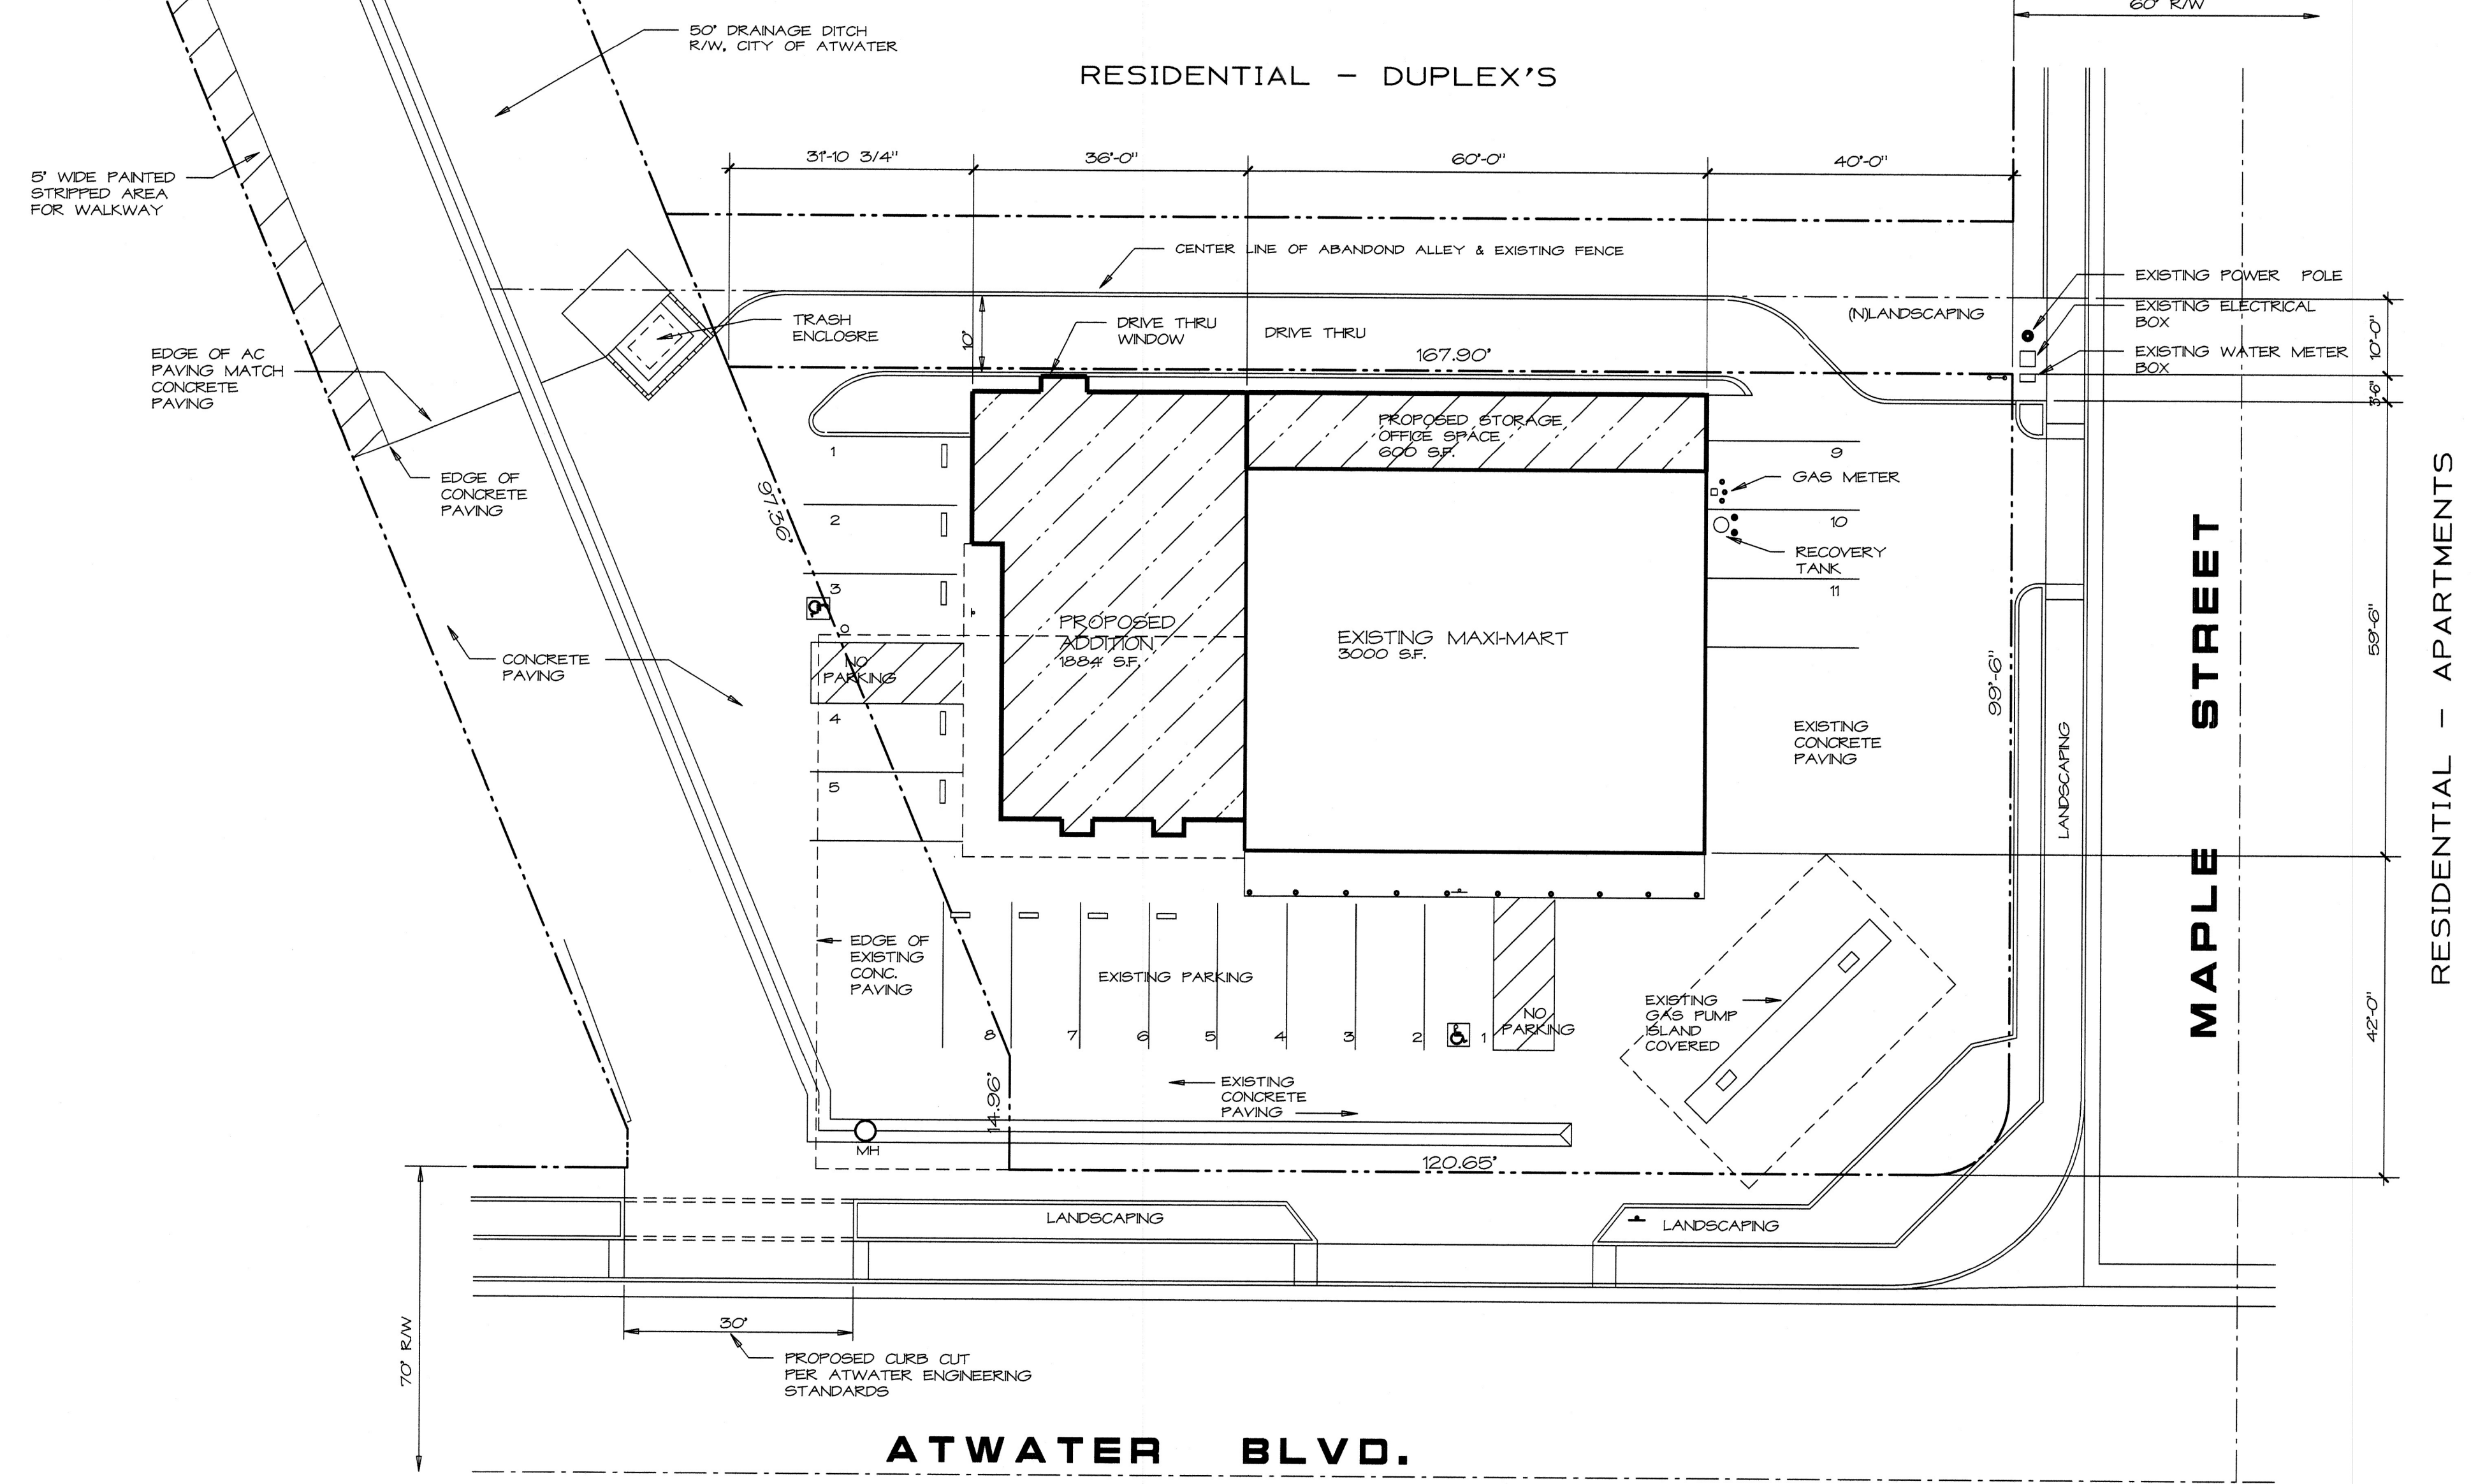 60' R/W
50' DRAINAGE DITCH
R/W, CITY OF ATWATER
RESIDENTIAL - DUPLEX'S
31'-10 3/4"
36'-0"
60'-0"
40'-0"
5' WIDE PAINTED
STRIPPED AREA
FOR WALKWAY
CENTER LINE OF ABANDOND ALLEY & EXISTING FENCE
EXISTING POWER POLE
EXISTING ELECTRICAL
BOX
EXISTING WATER METER
BOX
(N)LANDSCAPING
TRASH
ENCLOSRE
10'
DRIVE THRU
WINDOW
DRIVE THRU
167.90'
10'-0"
3'-6"
EDGE OF AC
PAVING MATCH
CONCRETE
PAVING
EDGE OF
CONCRETE
PAVING
PROPOSED STORAGE
OFFICE SPACE
600 S.F.
1
2
3
NO
PARKING
4
5
97.36'
9
GAS METER
10
RECOVERY
TANK
11
PROPOSED
ADDITION
1884 S.F.
EXISTING MAXI-MART
3000 S.F.
CONCRETE
PAVING
EXISTING
CONCRETE
PAVING
99'-6"
LANDSCAPING
MAPLE STREET
59'-6"
42'-0"
RESIDENTIAL - APARTMENTS
EDGE OF
EXISTING
CONC.
PAVING
EXISTING PARKING
8
7
6
5
4
3
2
1
NO
PARKING
EXISTING
GAS PUMP
ISLAND
COVERED
EXISTING
CONCRETE
PAVING
14.96'
MH
120.65'
LANDSCAPING
LANDSCAPING
70' R/W
30'
PROPOSED CURB CUT
PER ATWATER ENGINEERING
STANDARDS
ATWATER BLVD.